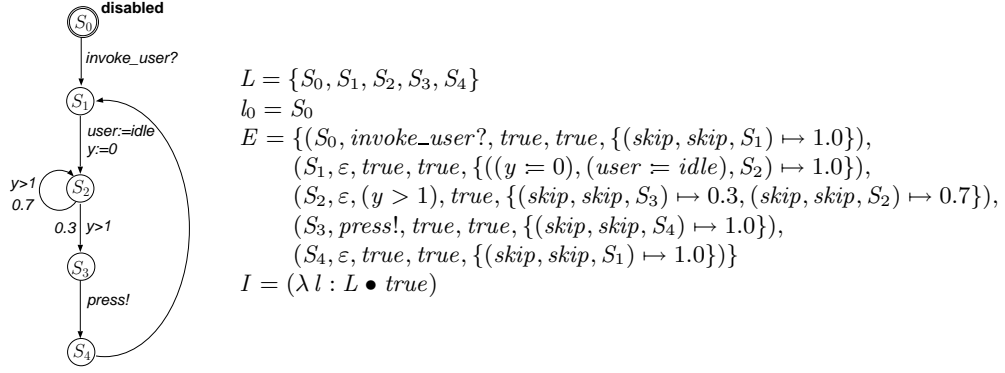 disabled
S₀
invoke_user?
S₁
user:=idle
y:=0
S₂
y>1
0.7
0.3 y>1
S₃
press!
S₄
L = {S₀, S₁, S₂, S₃, S₄}
l₀ = S₀
E = {(S₀, invoke_user?, true, true, {(skip, skip, S₁) ↦ 1.0}),
(S₁, ε, true, true, {((y := 0), (user := idle), S₂) ↦ 1.0}),
(S₂, ε, (y > 1), true, {(skip, skip, S₃) ↦ 0.3, (skip, skip, S₂) ↦ 0.7}),
(S₃, press!, true, true, {(skip, skip, S₄) ↦ 1.0}),
(S₄, ε, true, true, {(skip, skip, S₁) ↦ 1.0})}
I = (λ l : L • true)